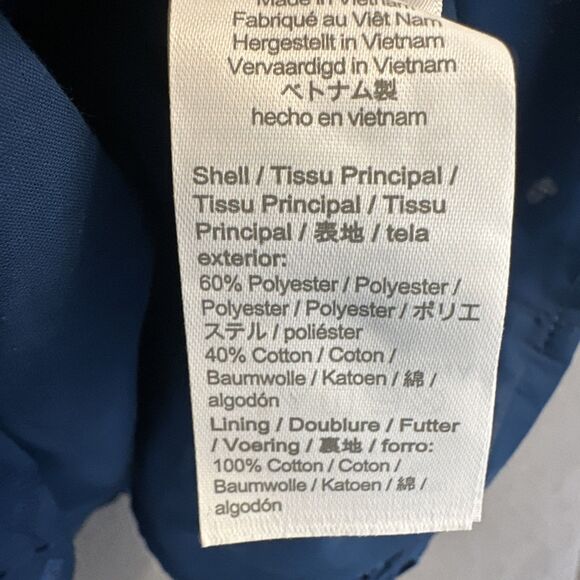 Made in Vietnam
Fabriqué au Viêt Nam
Hergestellt in Vietnam
Vervaardigd in Vietnam
ベトナム製
hecho en vietnam
Shell / Tissu Principal /
Tissu Principal / Tissu
Principal / 表地 / tela
exterior:
60% Polyester / Polyester /
Polyester / Polyester / ポリエ
ステル / poliéster
40% Cotton / Coton /
Baumwolle / Katoen / 綿 /
algodón
Lining / Doublure / Futter
/ Voering / 裏地 / forro:
100% Cotton / Coton /
Baumwolle / Katoen / 綿 /
algodón